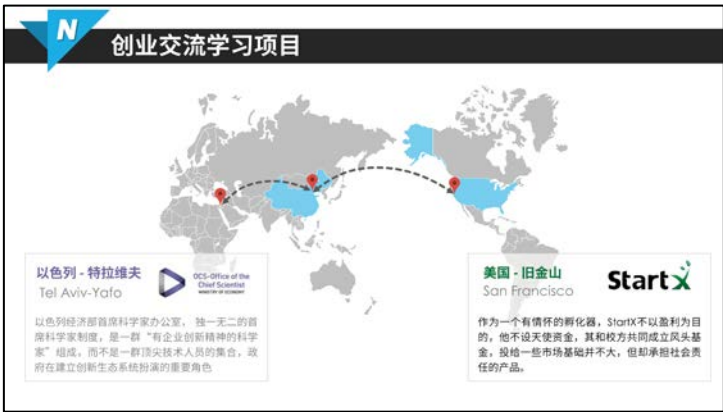 N
创业交流学习项目
以色列 - 特拉维夫
Tel Aviv-Yafo
OCS-Office of the
Chief Scientist
MINISTRY OF ECONOMY
以色列经济部首席科学家办公室， 独一无二的首
席科学家制度，是一群“有企业创新精神的科学
家”组成，而不是一群顶尖技术人员的集合，政
府在建立创新生态系统扮演的重要角色
美国 - 旧金山
San Francisco
StartX
作为一个有情怀的孵化器，StartX不以盈利为目
的，他不设天使资金，其和校方共同成立风头基
金，投给一些市场基础并不大，但却承担社会责
任的产品。